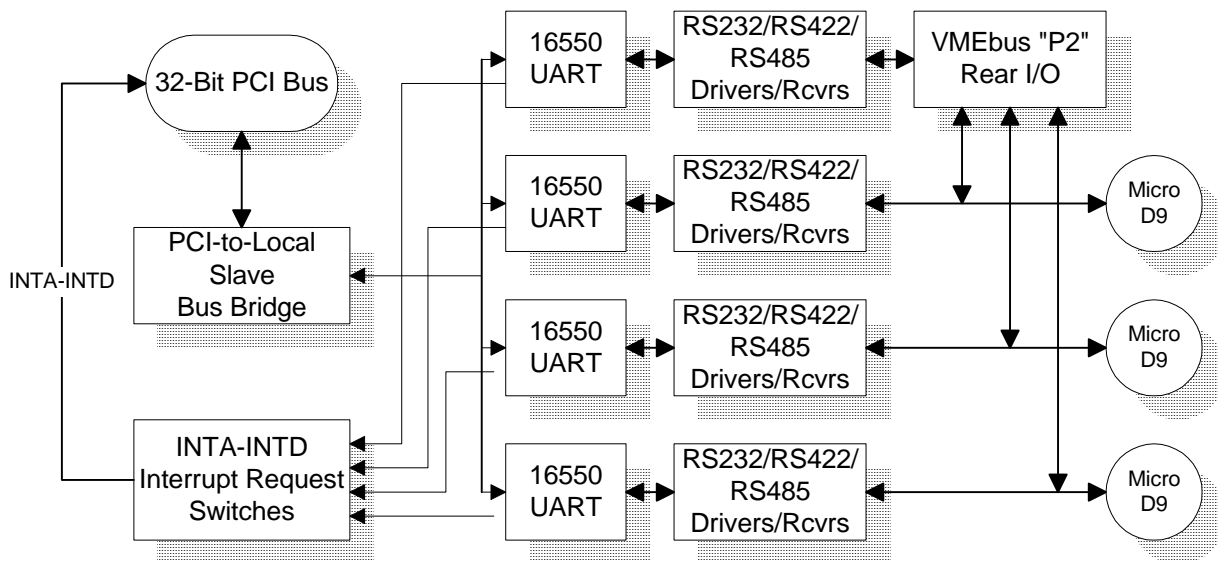 32-Bit PCI Bus
INTA-INTD
PCI-to-Local
Slave
Bus Bridge
INTA-INTD
Interrupt Request
Switches
16550
UART
RS232/RS422/
RS485
Drivers/Rcvrs
VMEbus "P2"
Rear I/O
16550
UART
RS232/RS422/
RS485
Drivers/Rcvrs
Micro
D9
16550
UART
RS232/RS422/
RS485
Drivers/Rcvrs
Micro
D9
16550
UART
RS232/RS422/
RS485
Drivers/Rcvrs
Micro
D9